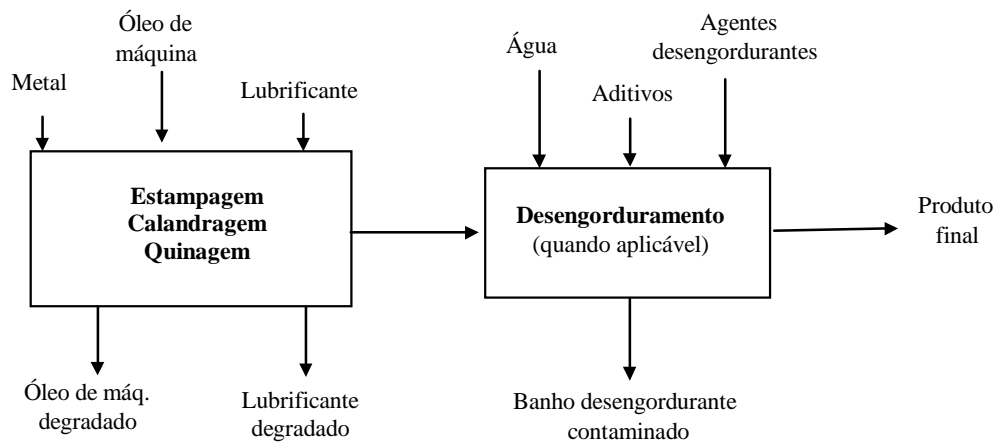 Óleo de
máquina
Metal
Lubrificante
Água
Aditivos
Agentes
desengordurantes
Estampagem
Calandragem
Quinagem
Desengorduramento
(quando aplicável)
Produto
final
Óleo de máq.
degradado
Lubrificante
degradado
Banho desengordurante
contaminado